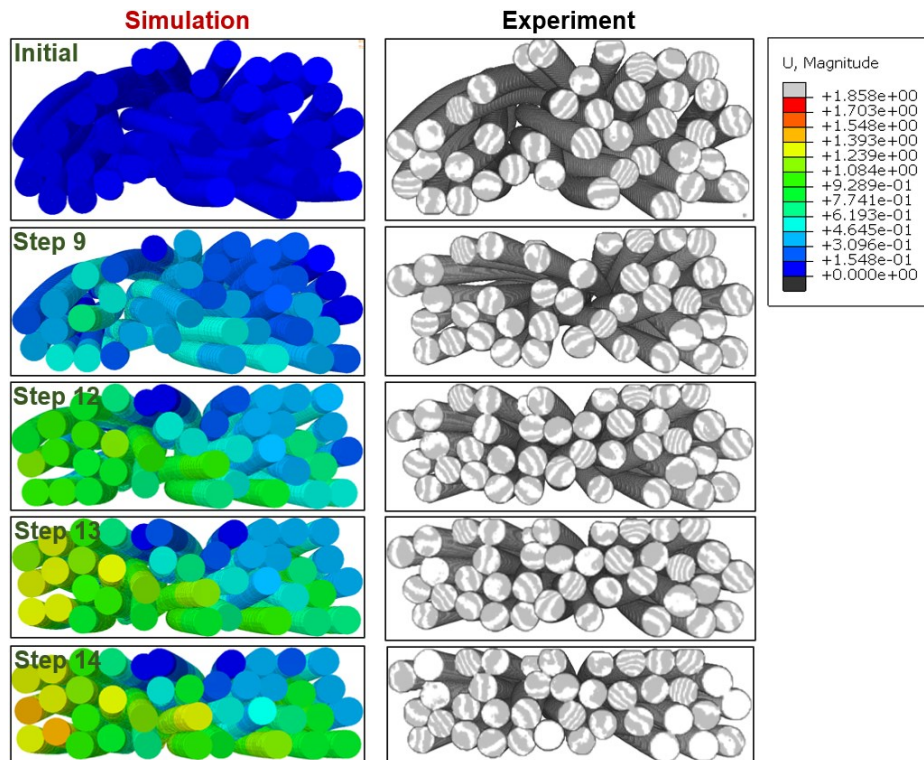 Simulation
Experiment
Initial
U, Magnitude
+1.858e+00
+1.703e+00
+1.548e+00
+1.393e+00
+1.239e+00
+1.084e+00
+9.289e-01
+7.741e-01
+6.193e-01
+4.645e-01
+3.096e-01
+1.548e-01
+0.000e+00
Step 9
Step 12
Step 13
Step 14